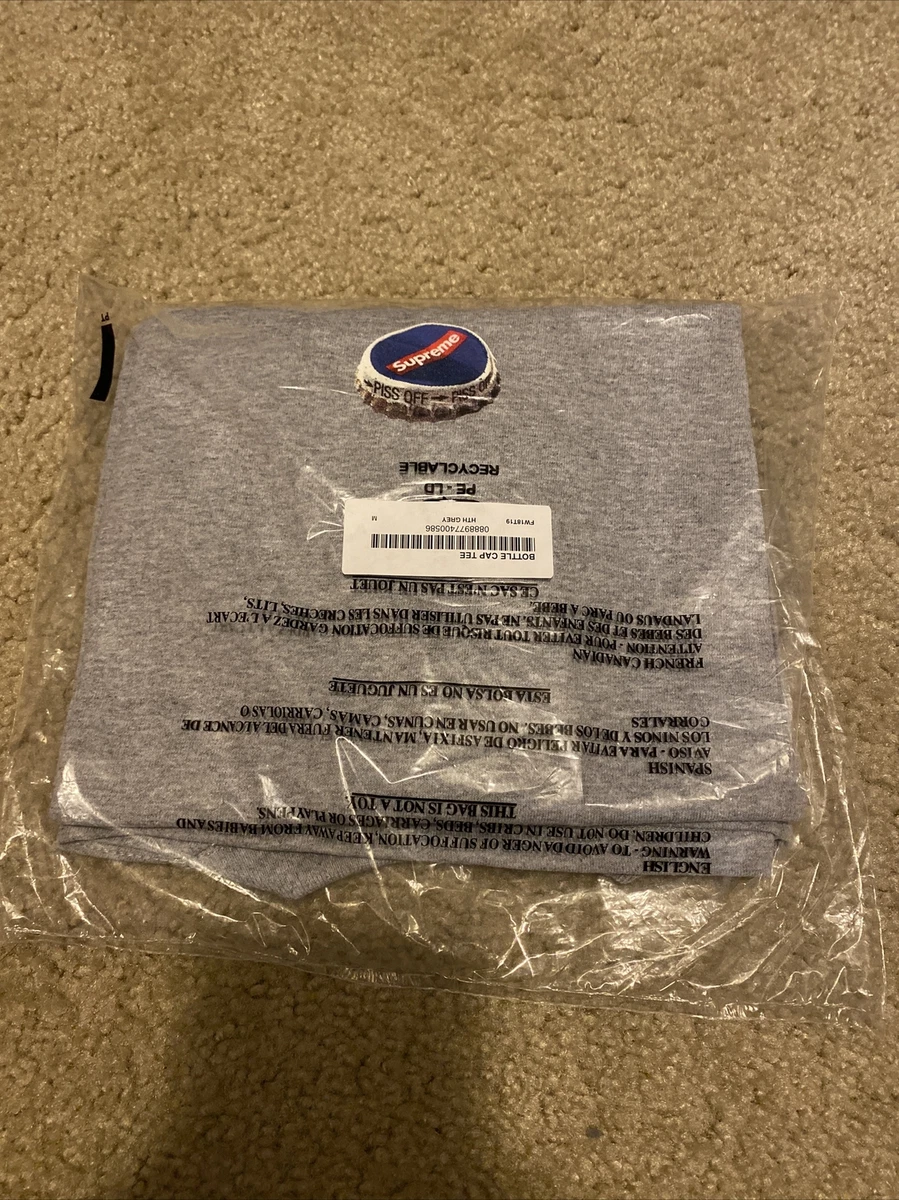 Supreme
PISS OFF PISS OFF
ENGLISH
WARNING - TO AVOID DANGER OF SUFFOCATION, KEEP AWAY FROM BABIES AND
CHILDREN. DO NOT USE IN CRIBS, BEDS, CARRIAGES OR PLAYPENS.
THIS BAG IS NOT A TOY.
SPANISH
AVISO - PARA EVITAR PELIGRO DE ASFIXIA, MANTENER FUERA DEL ALCANCE DE
LOS NINOS Y DE LOS BEBES. NO USAR EN CUNAS, CAMAS, CARRIOLAS O
CORRALES
ESTA BOLSA NO ES UN JUGUETE
FRENCH CANADIAN
ATTENTION - POUR EVITER TOUT RISQUE DE SUFFOCATION GARDEZ A L'ECART
DES BEBES ET DES ENFANTS. NE PAS UTILISER DANS LES CRECHES, LITS,
LANDAUS OU PARC A BEBE.
CE SAC N'EST PAS UN JOUET
BOTTLE CAP TEE
0888897400586
HTH GREY
FW18T19 M
PE - LD
RECYCLABLE
PT